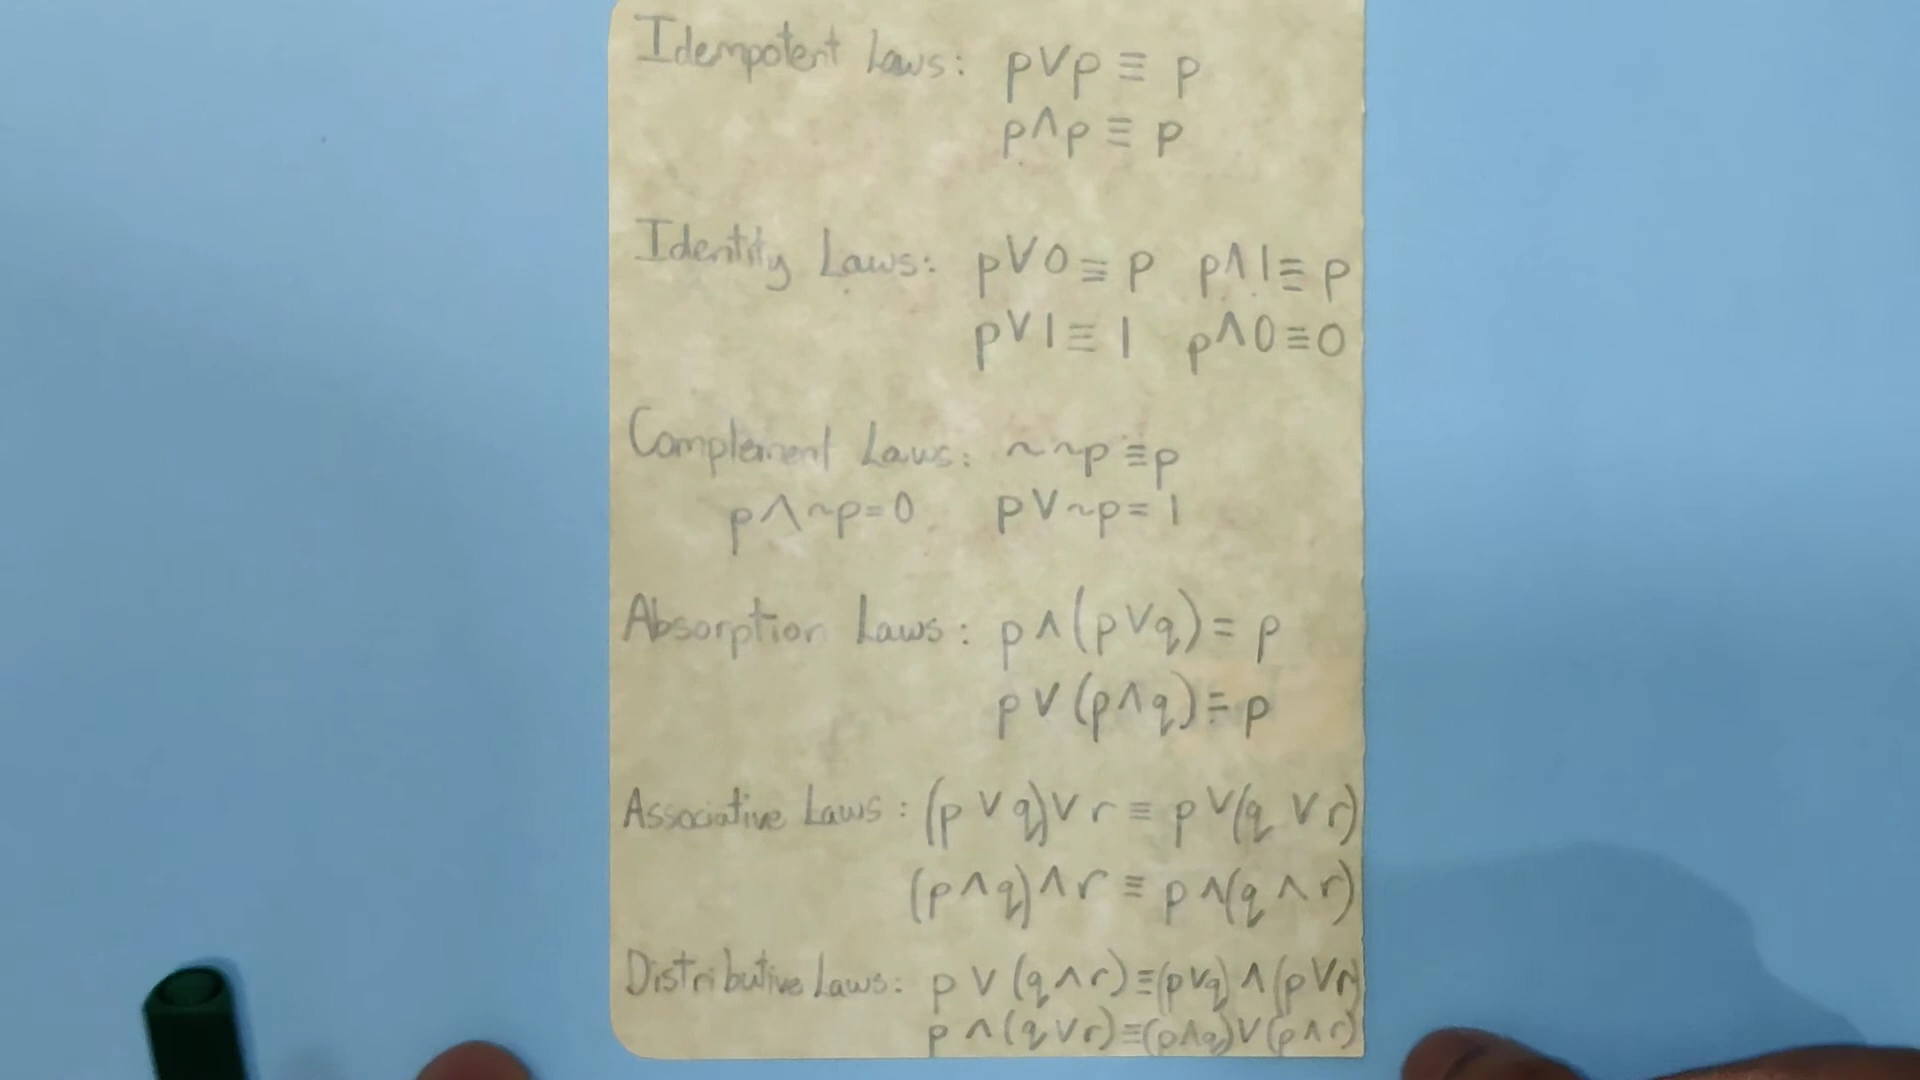 Idempotent Laws: p∨p ≡ p
p∧p ≡ p
Identity Laws: p∨0 ≡ p p∧1 ≡ p
p∨1 ≡ 1 p∧0 ≡ 0
Complement Laws: ~~p ≡ p
p∧~p = 0 p∨~p = 1
Absorption Laws: p∧(p∨q) = p
p∨(p∧q) ≡ p
Associative Laws: (p∨q)∨r ≡ p∨(q∨r)
(p∧q)∧r ≡ p∧(q∧r)
Distributive Laws: p∨(q∧r) ≡ (p∨q)∧(p∨r)
p∧(q∨r) ≡ (p∧q)∨(p∧r)